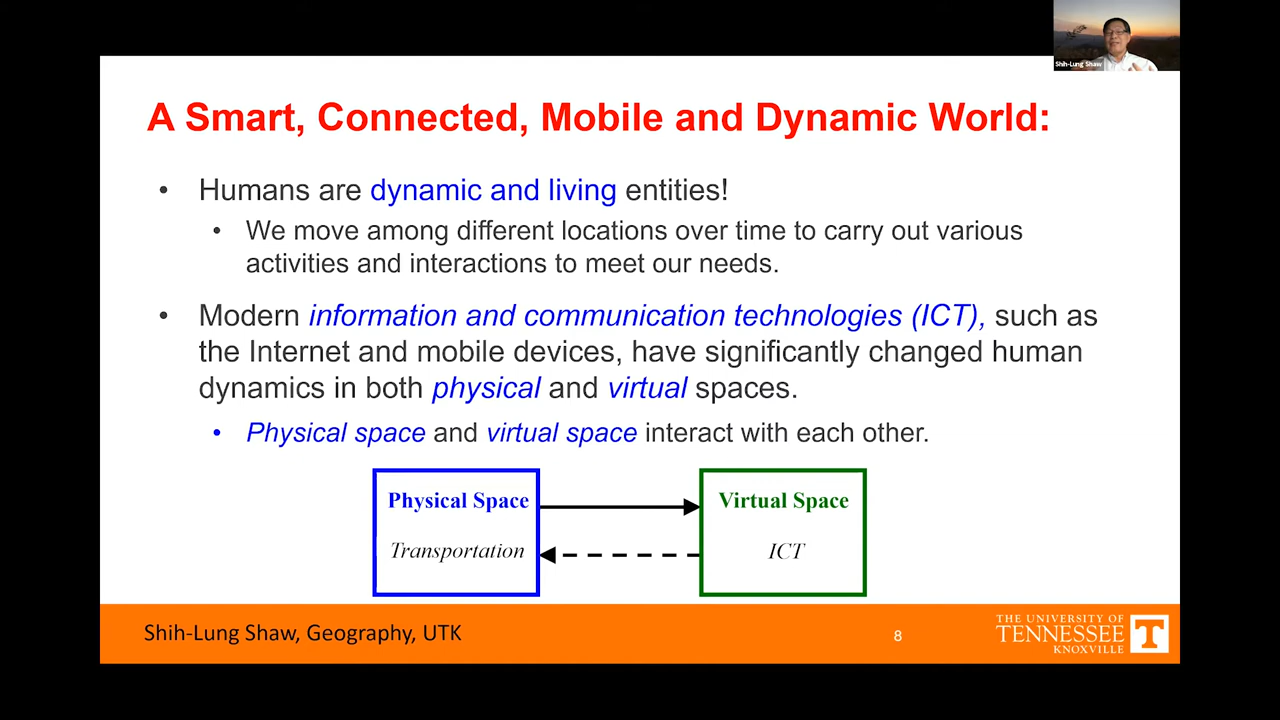 Shih-Lung Shaw
A Smart, Connected, Mobile and Dynamic World:
• Humans are dynamic and living entities!
• We move among different locations over time to carry out various
activities and interactions to meet our needs.
• Modern information and communication technologies (ICT), such as
the Internet and mobile devices, have significantly changed human
dynamics in both physical and virtual spaces.
• Physical space and virtual space interact with each other.
Physical Space
Transportation
Virtual Space
ICT
Shih-Lung Shaw, Geography, UTK
8
THE UNIVERSITY OF
TENNESSEE
KNOXVILLE
T